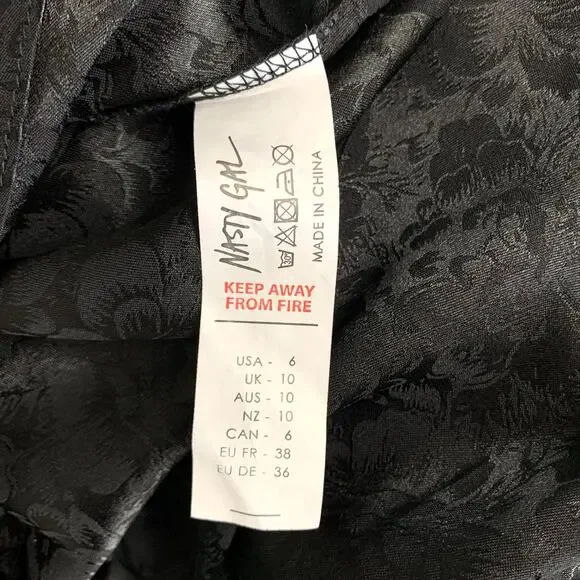 NASTY GAL
30
MADE IN CHINA
KEEP AWAY
FROM FIRE
USA - 6
UK - 10
AUS - 10
NZ - 10
CAN - 6
EU FR - 38
EU DE - 36